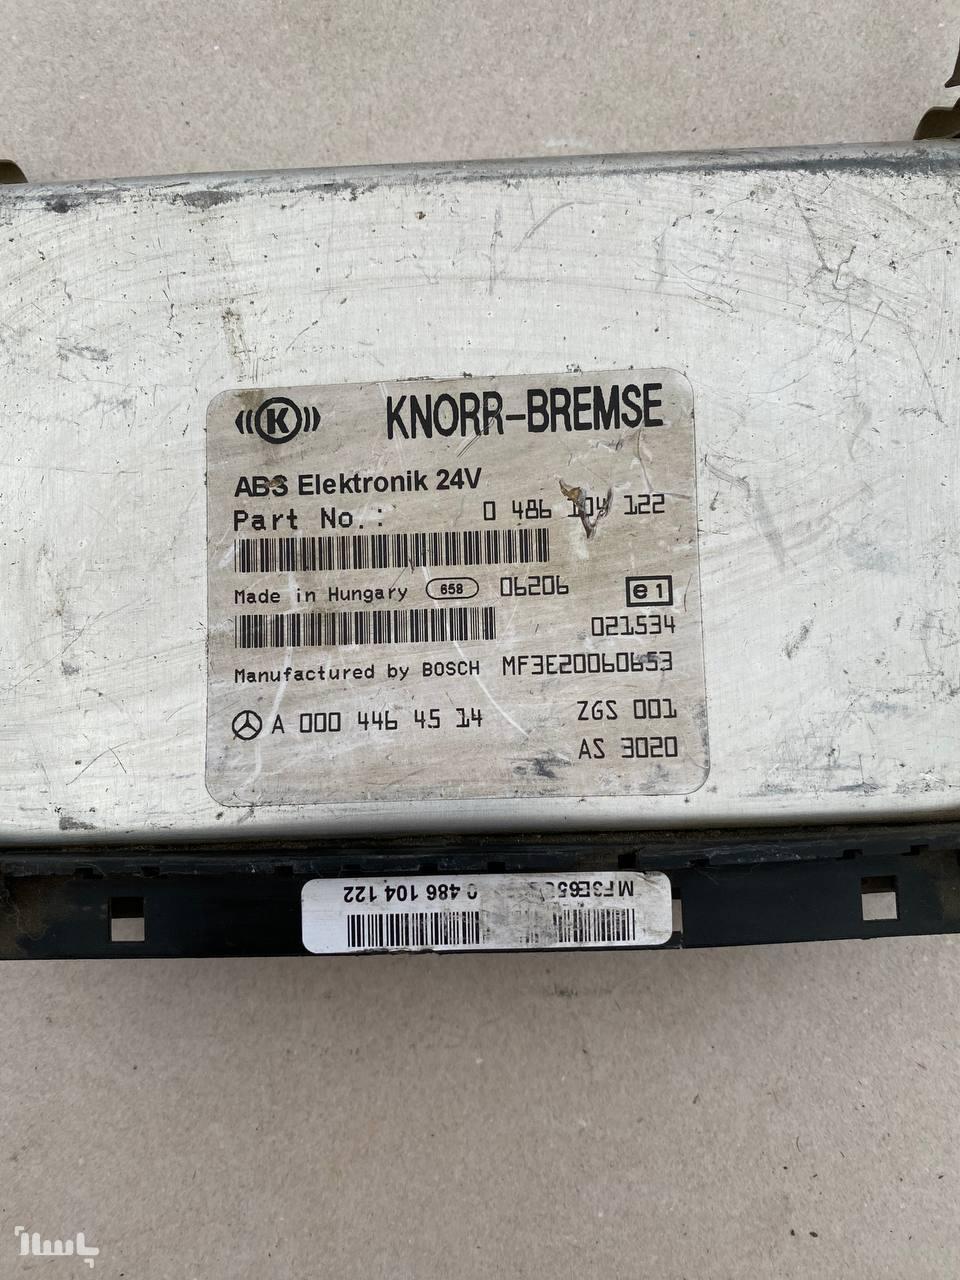 K KNORR-BREMSE
ABS Elektronik 24V
Part No.: 0 486 104 122
Made in Hungary 658 06206 e1
021534
Manufactured by BOSCH MF3E20060653
A 000 446 45 14 ZGS 001
AS 3020
0 486 104 122
پاسارت